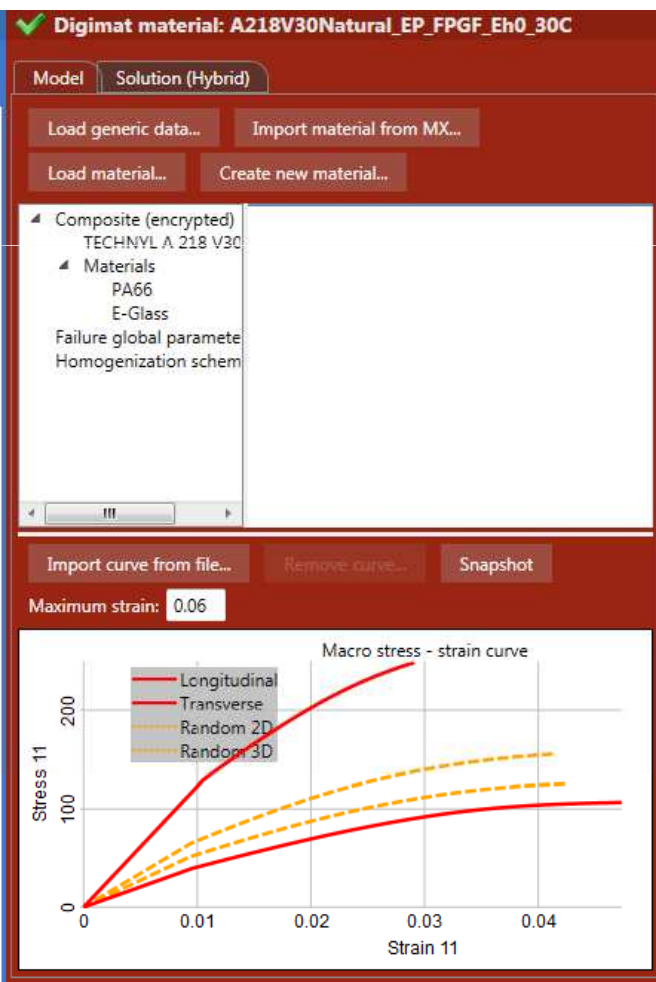 Digimat material: A218V30Natural_EP_FPGF_Eh0_30C
Model Solution (Hybrid)
Load generic data... Import material from MX...
Load material... Create new material...
Composite (encrypted)
TECHNYL A 218 V30
Materials
PA66
E-Glass
Failure global paramete
Homogenization schem
Import curve from file... Remove curve... Snapshot
Maximum strain: 0.06
Macro stress - strain curve
Longitudinal
Transverse
Random 2D
Random 3D
Stress 11
200
100
0
0 0.01 0.02 0.03 0.04
Strain 11